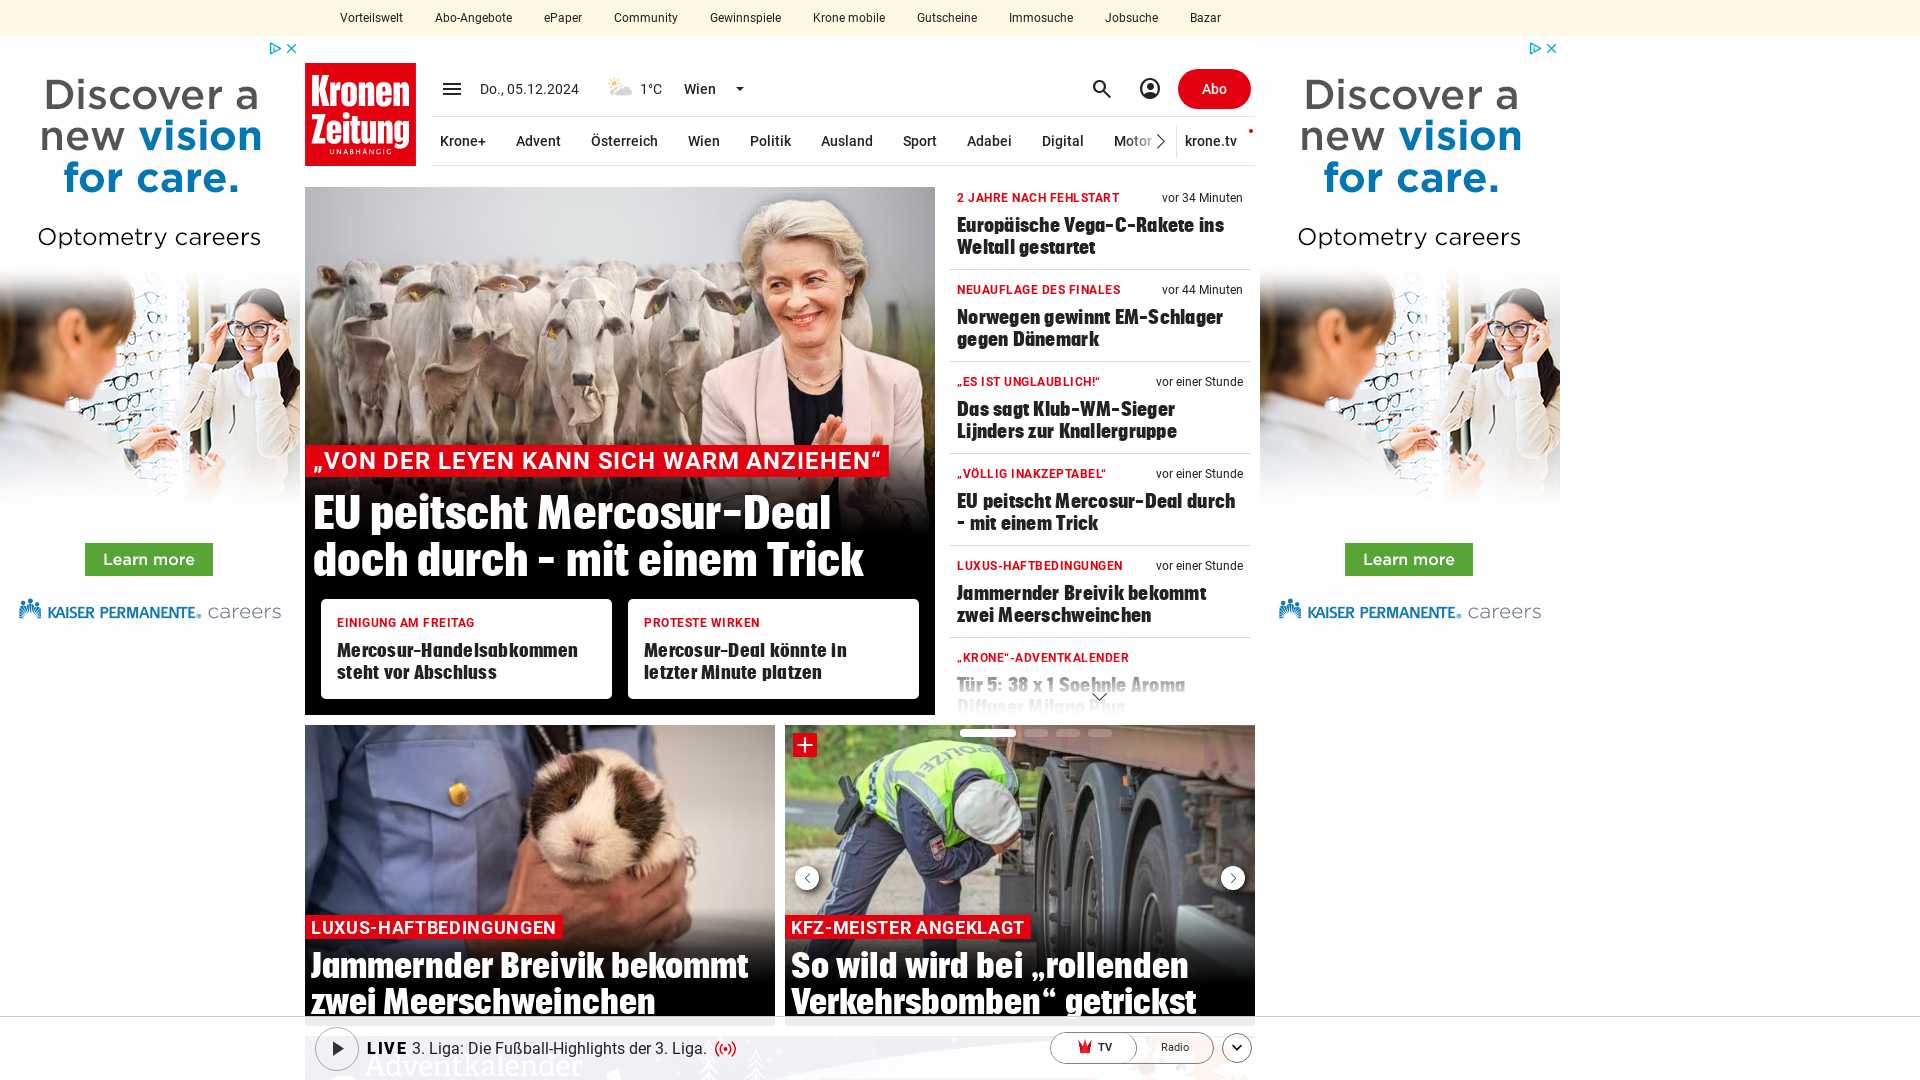 Vorteilswelt
Abo-Angebote
ePaper
Community
Gewinnspiele
Krone mobile
Gutscheine
Immosuche
Jobsuche
Bazar
Discover a
new vision
for care.
Optometry careers
Learn more
KAISER PERMANENTE® careers
Kronen
Zeitung
UNABHÄNGIG
Do., 05.12.2024
1°C
Wien
Abo
Krone+
Advent
Österreich
Wien
Politik
Ausland
Sport
Adabei
Digital
Motor
krone.tv
„VON DER LEYEN KANN SICH WARM ANZIEHEN“
EU peitscht Mercosur-Deal
doch durch – mit einem Trick
EINIGUNG AM FREITAG
Mercosur-Handelsabkommen
steht vor Abschluss
PROTESTE WIRKEN
Mercosur-Deal könnte in
letzter Minute platzen
2 JAHRE NACH FEHLSTART
vor 34 Minuten
Europäische Vega-C-Rakete ins
Weltall gestartet
NEUAUFLAGE DES FINALES
vor 44 Minuten
Norwegen gewinnt EM-Schlager
gegen Dänemark
„ES IST UNGLAUBLICH!“
vor einer Stunde
Das sagt Klub-WM-Sieger
Lijnders zur Knallergruppe
„VÖLLIG INAKZEPTABEL“
vor einer Stunde
EU peitscht Mercosur-Deal durch
– mit einem Trick
LUXUS-HAFTBEDINGUNGEN
vor einer Stunde
Jammernder Breivik bekommt
zwei Meerschweinchen
„KRONE“-ADVENTKALENDER
Tür 5: 38 x 1 Soehnle Aroma
Diffuser Milano Plus
Discover a
new vision
for care.
Optometry careers
Learn more
KAISER PERMANENTE® careers
LUXUS-HAFTBEDINGUNGEN
Jammernder Breivik bekommt
zwei Meerschweinchen
POLIZEI
KFZ-MEISTER ANGEKLAGT
So wild wird bei „rollenden
Verkehrsbomben“ getrickst
LIVE 3. Liga: Die Fußball-Highlights der 3. Liga.
TV
Radio
Adventkalender